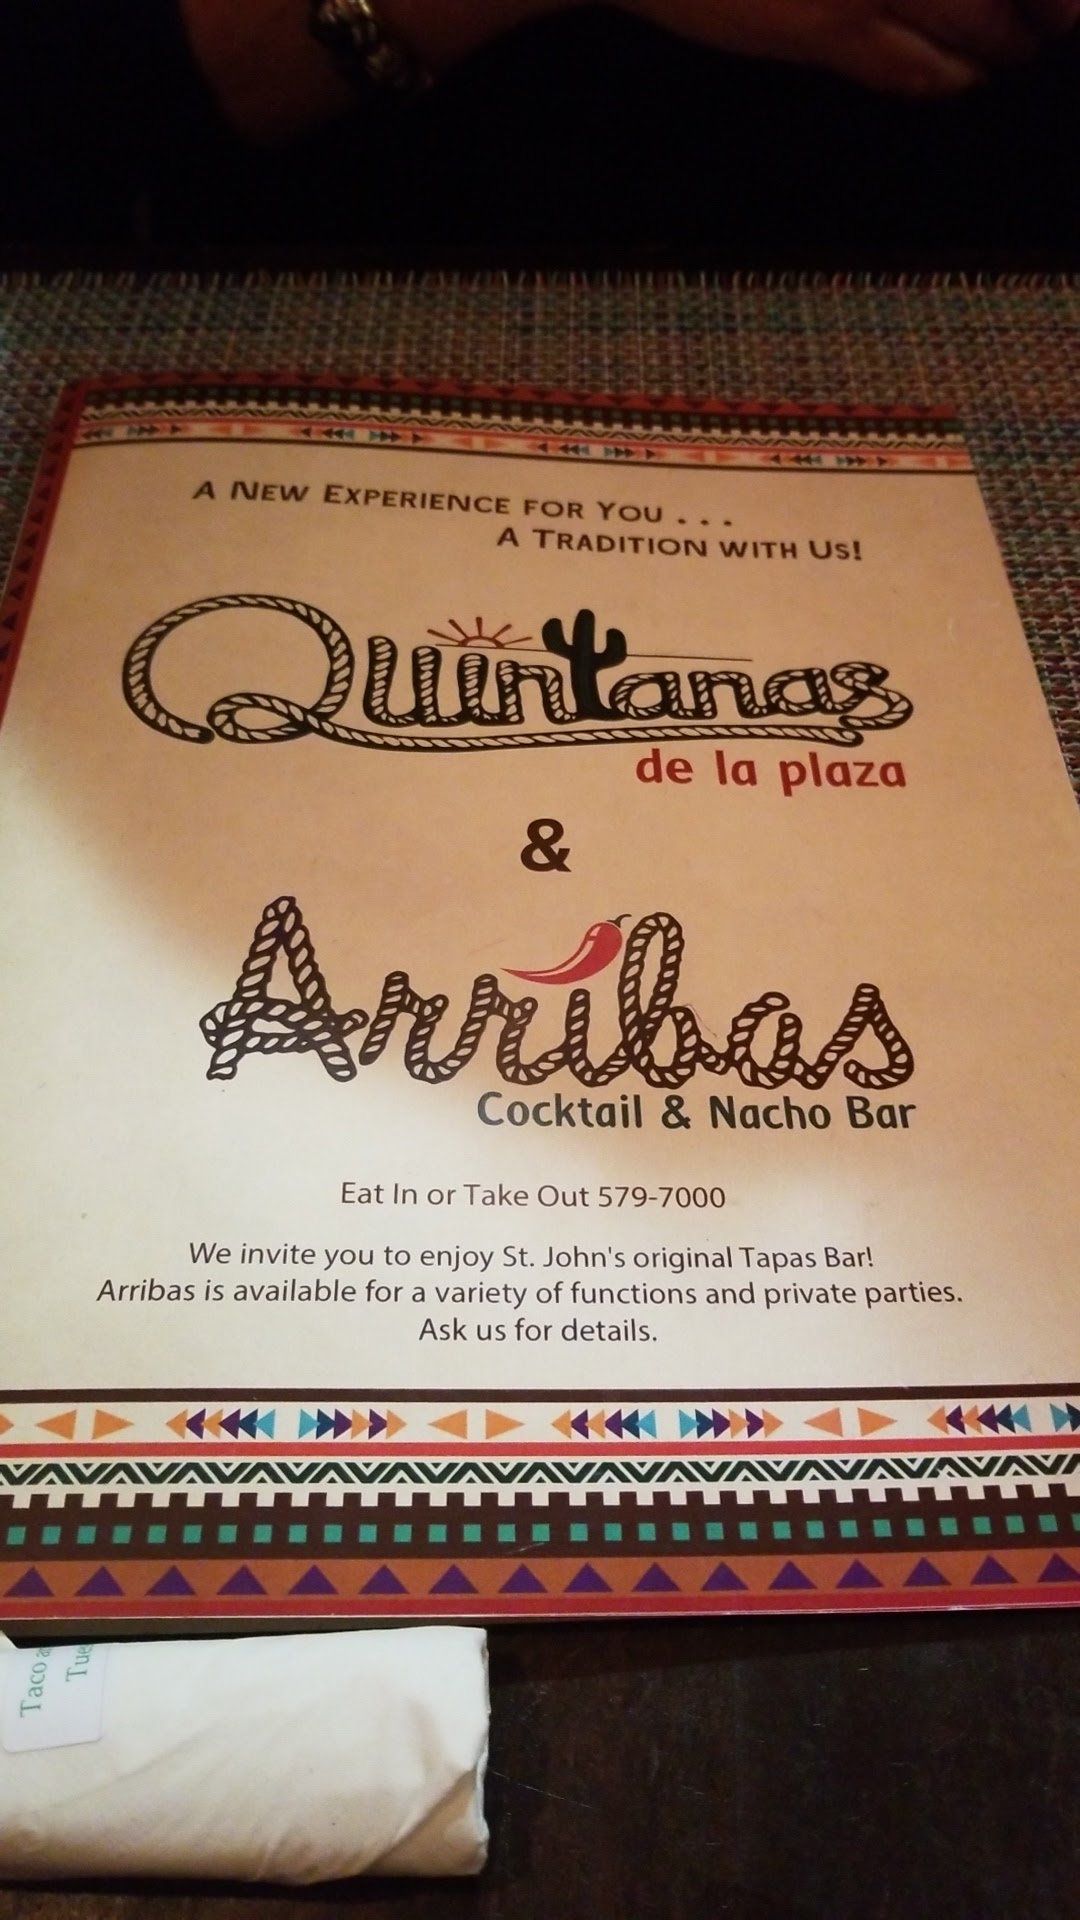 A New Experience for You . . .
A Tradition with Us!
Quintanas
de la plaza
&
Arribas
Cocktail & Nacho Bar
Eat In or Take Out 579-7000
We invite you to enjoy St. John's original Tapas Bar!
Arribas is available for a variety of functions and private parties.
Ask us for details.
Taco